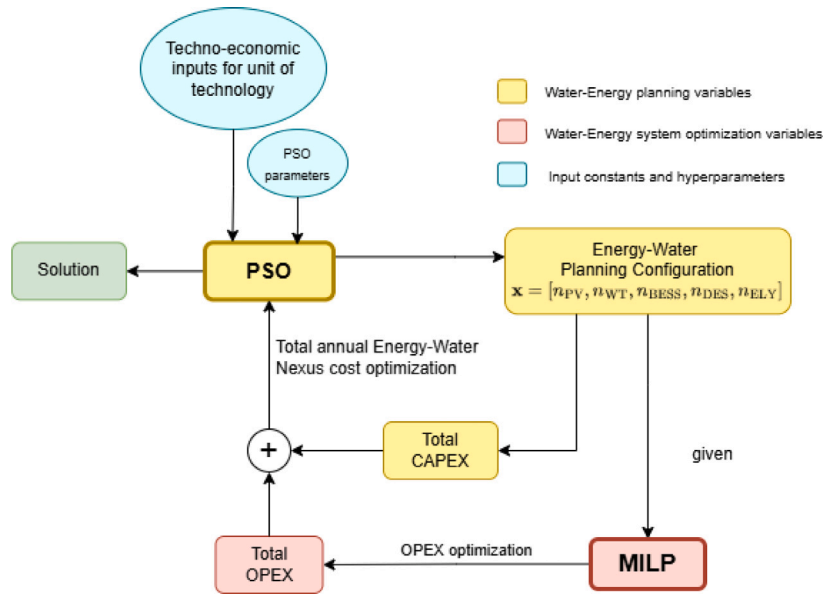 Techno-economic
inputs for unit of
technology
PSO
parameters
Water-Energy planning variables
Water-Energy system optimization variables
Input constants and hyperparameters
Solution
PSO
Energy-Water
Planning Configuration
x = [n_PV, n_WT, n_BESS, n_DES, n_ELY]
Total annual Energy-Water
Nexus cost optimization
+
Total
CAPEX
given
Total
OPEX
OPEX optimization
MILP